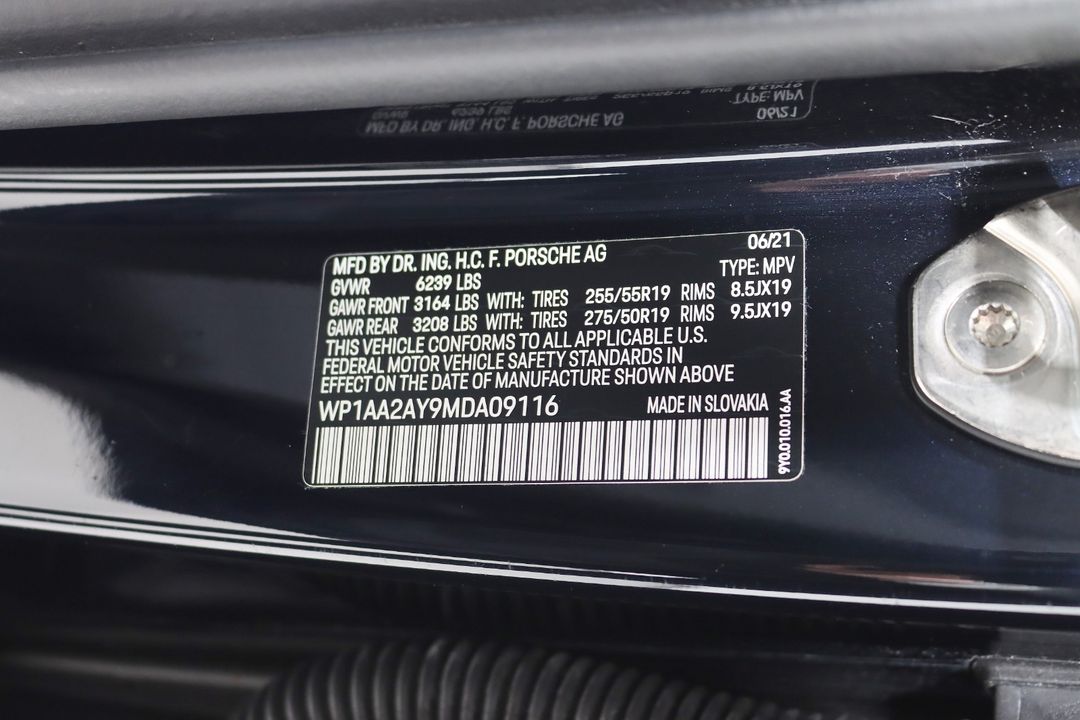 MFD BY DR. ING. H.C. F. PORSCHE AG 06/21
GVWR 6239 LBS TYPE: MPV
GAWR FRONT 3164 LBS WITH: TIRES 255/55R19 RIMS 8.5JX19
GAWR REAR 3208 LBS WITH: TIRES 275/50R19 RIMS 9.5JX19
THIS VEHICLE CONFORMS TO ALL APPLICABLE U.S.
FEDERAL MOTOR VEHICLE SAFETY STANDARDS IN
EFFECT ON THE DATE OF MANUFACTURE SHOWN ABOVE
WP1AA2AY9MDA09116 MADE IN SLOVAKIA
9Y0.010.016.AA